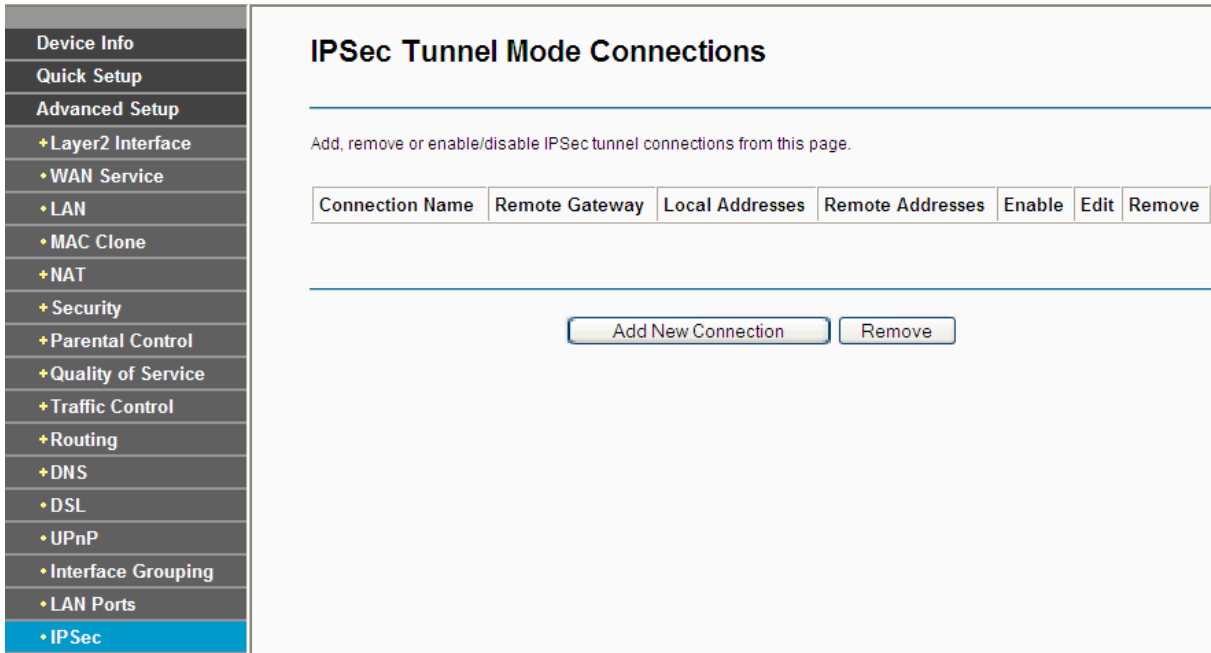 Device Info
Quick Setup
Advanced Setup
+Layer2 Interface
•WAN Service
•LAN
•MAC Clone
+NAT
+Security
+Parental Control
+Quality of Service
+Traffic Control
+Routing
+DNS
•DSL
•UPnP
•Interface Grouping
•LAN Ports
•IPSec
IPSec Tunnel Mode Connections
Add, remove or enable/disable IPSec tunnel connections from this page.
Connection Name Remote Gateway Local Addresses Remote Addresses Enable Edit Remove
Add New Connection Remove